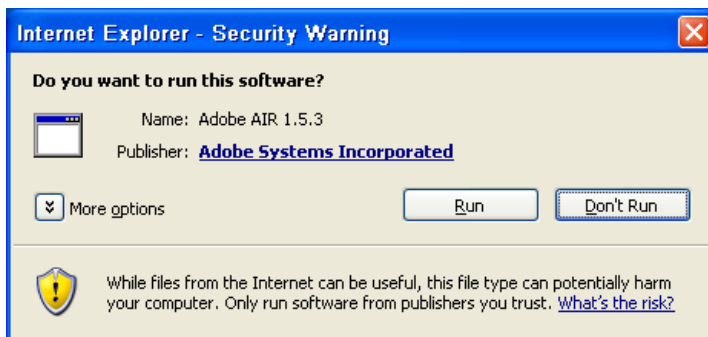 Internet Explorer - Security Warning
Do you want to run this software?
Name: Adobe AIR 1.5.3
Publisher: Adobe Systems Incorporated
More options
Run
Don't Run
While files from the Internet can be useful, this file type can potentially harm
your computer. Only run software from publishers you trust. What's the risk?